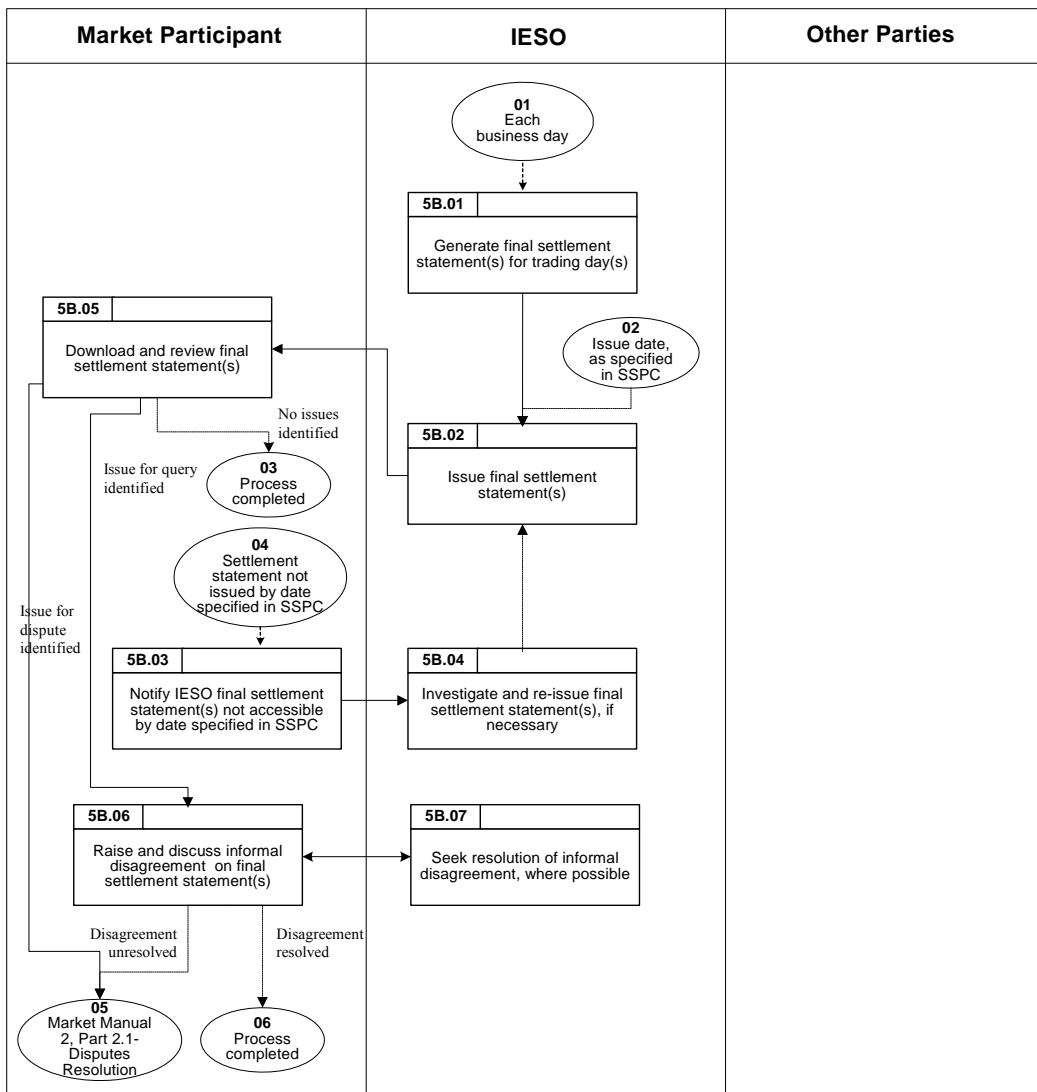 Market Participant
IESO
Other Parties
01
Each
business day
5B.01
Generate final settlement
statement(s) for trading day(s)
5B.05
Download and review final
settlement statement(s)
02
Issue date,
as specified
in SSPC
No issues
identified
5B.02
Issue final settlement
statement(s)
Issue for query
identified
03
Process
completed
04
Settlement
statement not
issued by date
specified in SSPC
Issue for
dispute
identified
5B.03
Notify IESO final settlement
statement(s) not accessible
by date specified in SSPC
5B.04
Investigate and re-issue final
settlement statement(s), if
necessary
5B.06
Raise and discuss informal
disagreement on final
settlement statement(s)
5B.07
Seek resolution of informal
disagreement, where possible
Disagreement
unresolved
Disagreement
resolved
05
Market Manual
2, Part 2.1-
Disputes
Resolution
06
Process
completed